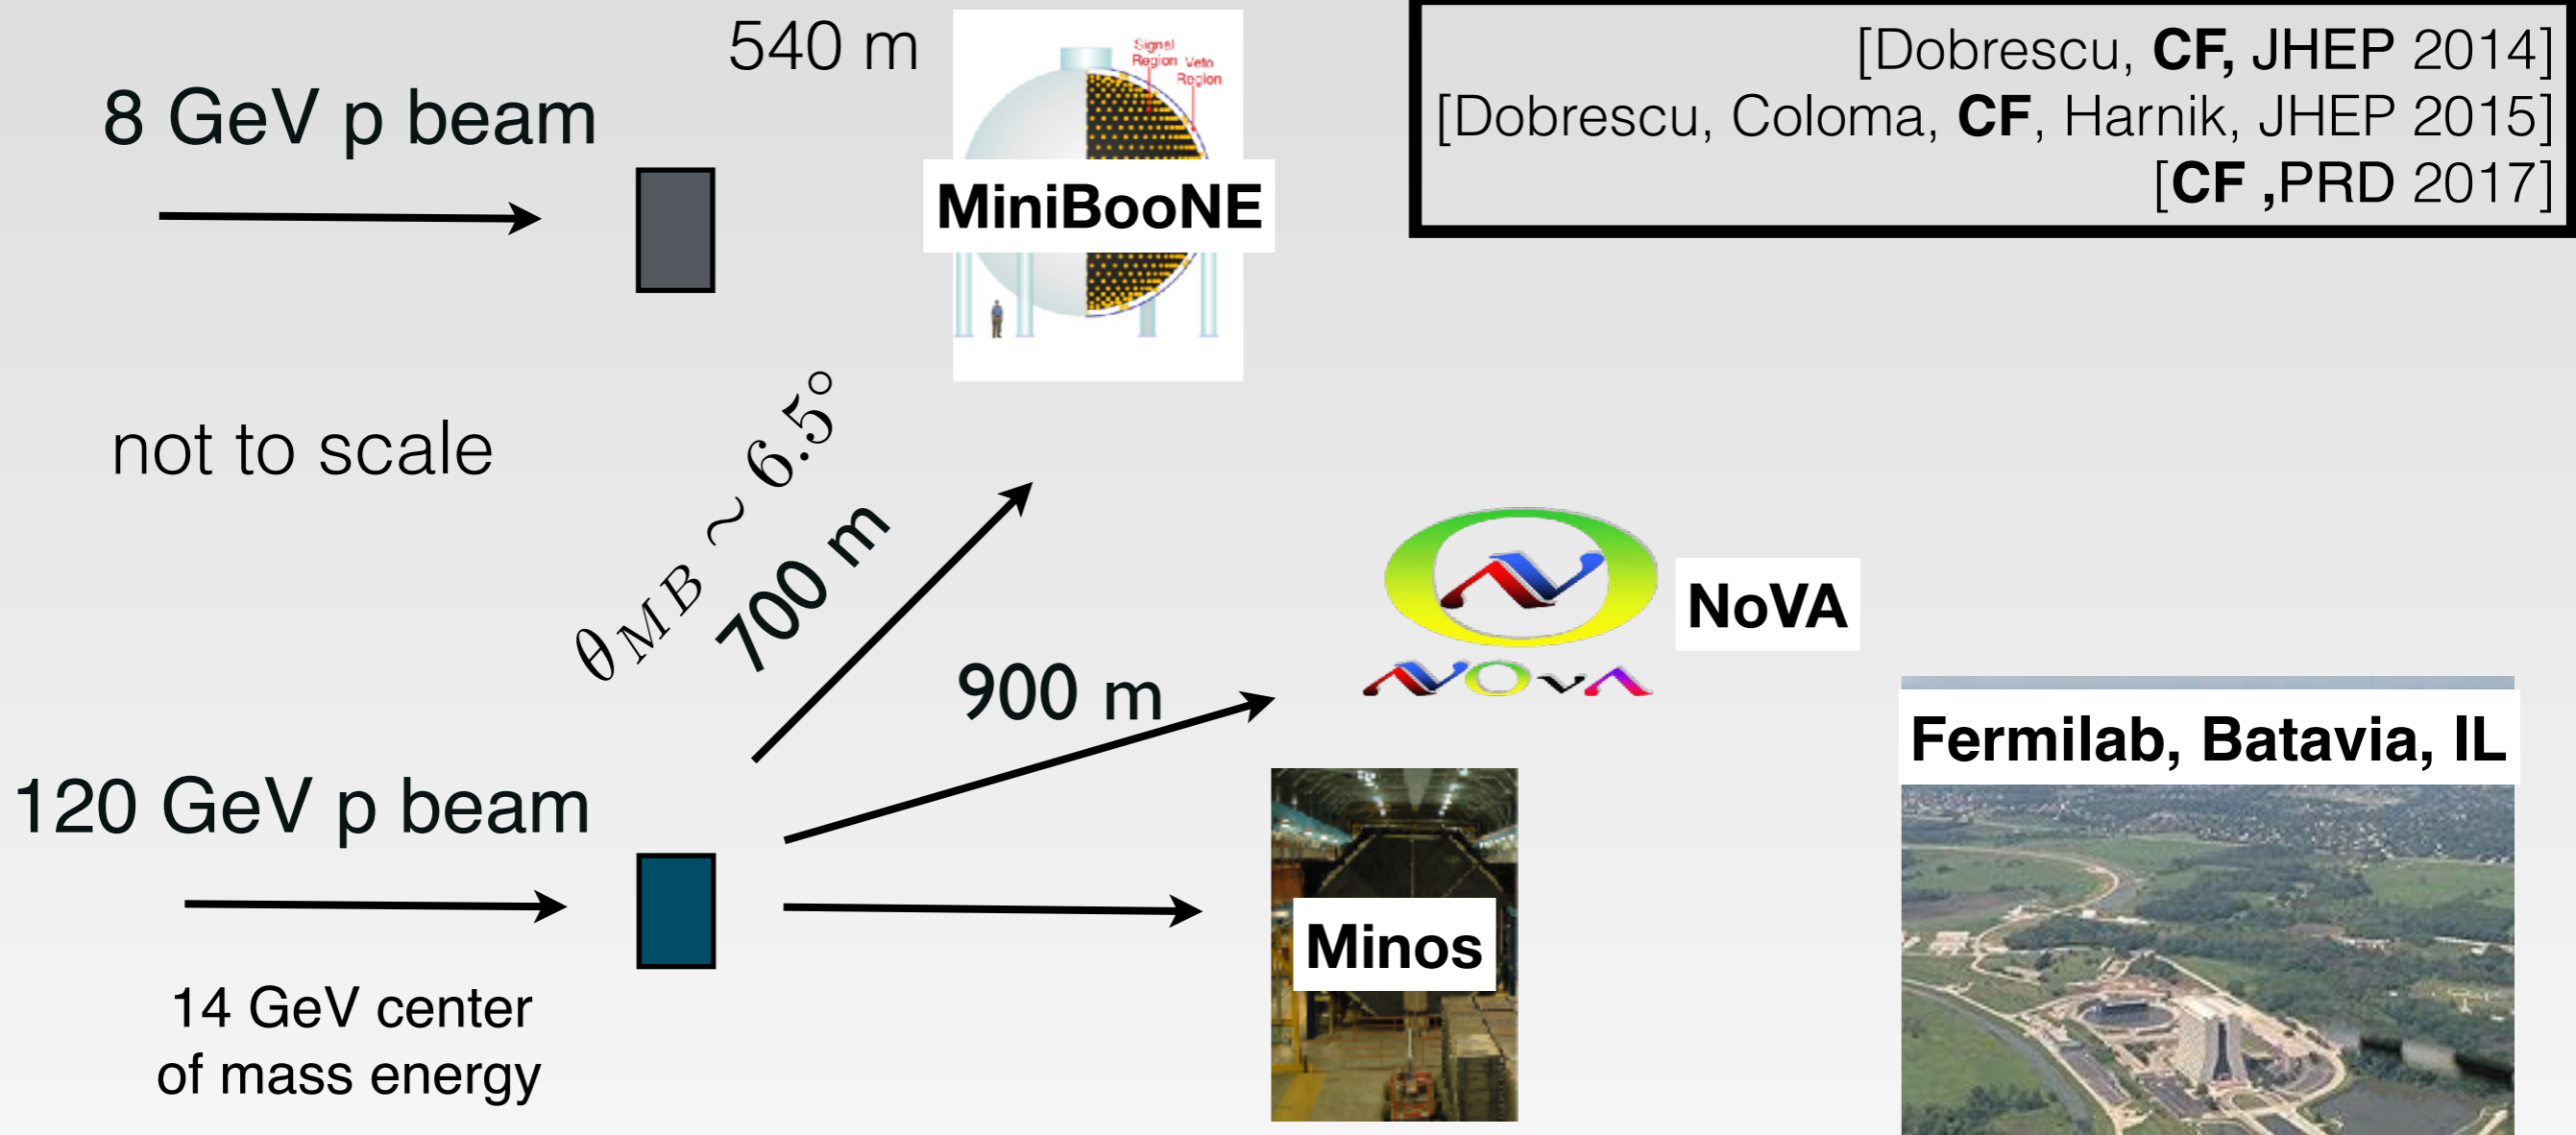 540 m
Signal
Region
Veto
Region
8 GeV p beam
MiniBooNE
[Dobrescu, CF, JHEP 2014]
[Dobrescu, Coloma, CF, Harnik, JHEP 2015]
[CF ,PRD 2017]
not to scale
θ_MB ∼ 6.5°
700 m
900 m
NoVA
NOνA
Fermilab, Batavia, IL
120 GeV p beam
Minos
14 GeV center
of mass energy